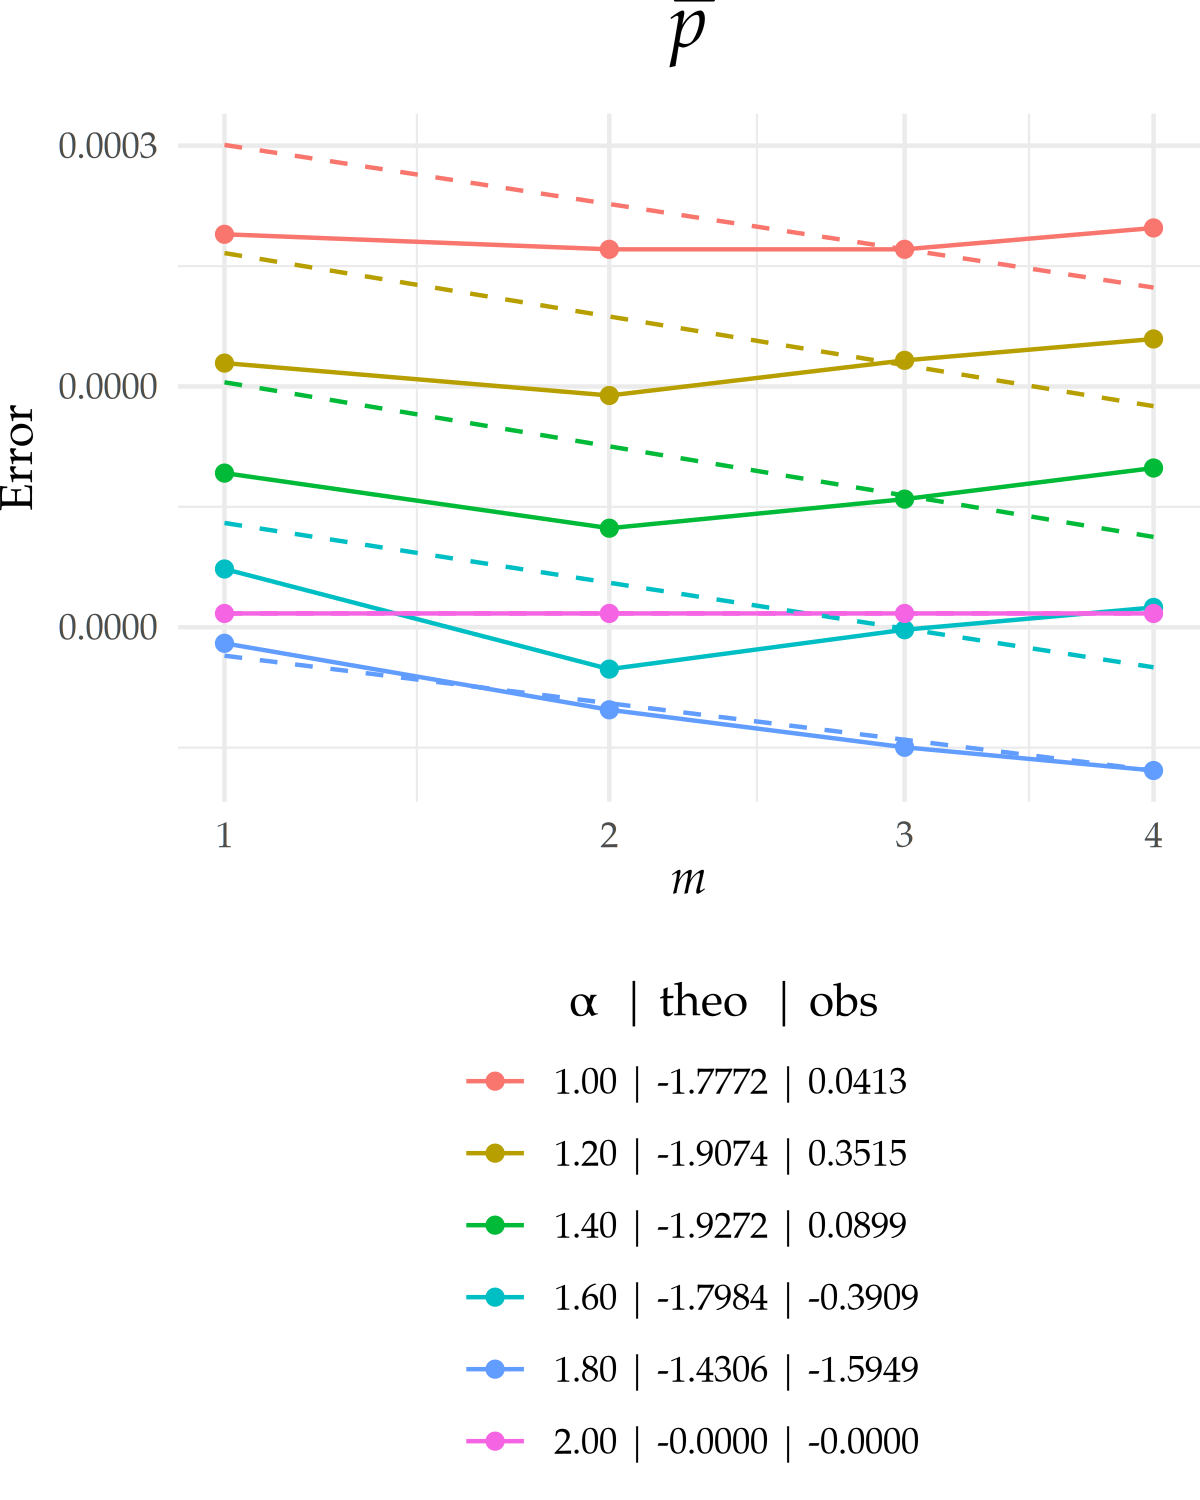 p̅
0.0003
0.0000
0.0000
Error
1 2 3 4
m
α | theo | obs
1.00 | -1.7772 | 0.0413
1.20 | -1.9074 | 0.3515
1.40 | -1.9272 | 0.0899
1.60 | -1.7984 | -0.3909
1.80 | -1.4306 | -1.5949
2.00 | -0.0000 | -0.0000